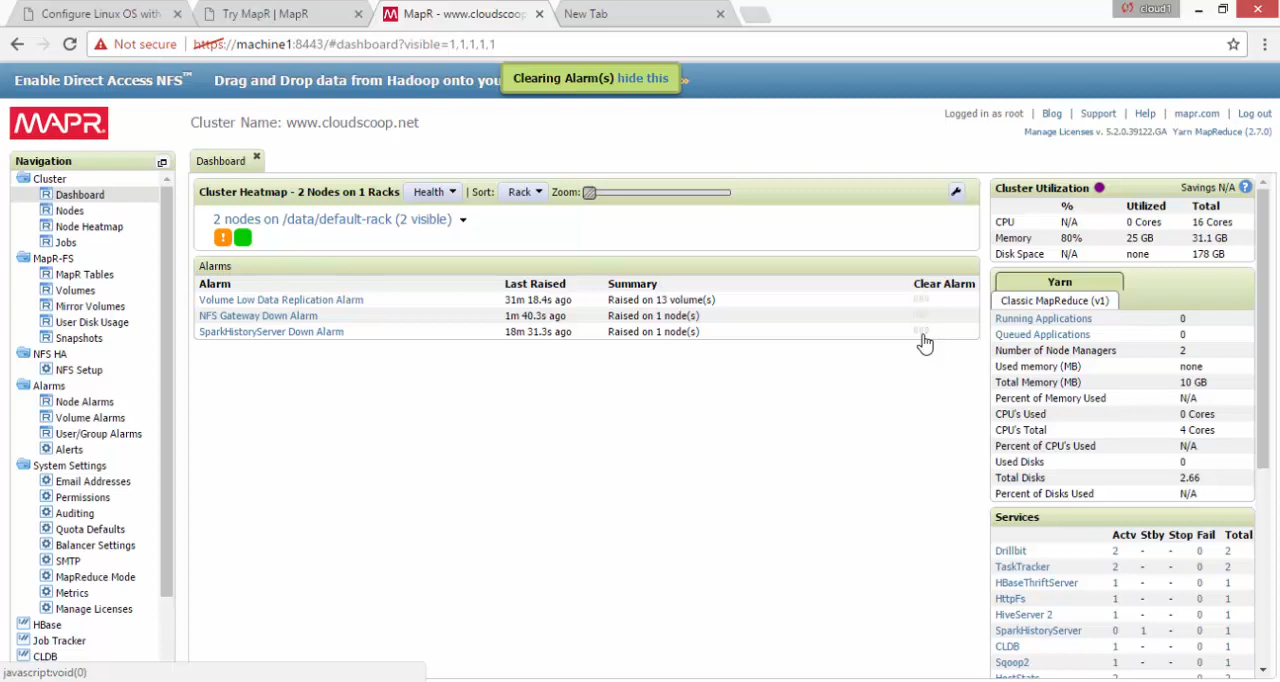 Configure Linux OS with
Try MapR | MapR
MapR - www.cloudscoop
New Tab
cloud1
Not secure
https://machine1:8443/#dashboard?visible=1,1,1,1,1
Enable Direct Access NFS™ Drag and Drop data from Hadoop onto you
Clearing Alarm(s) hide this
»
MAPR
Cluster Name: www.cloudscoop.net
Logged in as root | Blog | Support | Help | mapr.com | Log out
Manage Licenses v. 5.2.0.39122.GA Yarn MapReduce (2.7.0)
Navigation
Cluster
Dashboard
Nodes
Node Heatmap
Jobs
MapR-FS
MapR Tables
Volumes
Mirror Volumes
User Disk Usage
Snapshots
NFS HA
NFS Setup
Alarms
Node Alarms
Volume Alarms
User/Group Alarms
Alerts
System Settings
Email Addresses
Permissions
Auditing
Quota Defaults
Balancer Settings
SMTP
MapReduce Mode
Metrics
Manage Licenses
HBase
Job Tracker
CLDB
Dashboard
Cluster Heatmap - 2 Nodes on 1 Racks Health | Sort: Rack Zoom:
2 nodes on /data/default-rack (2 visible)
Alarms
Alarm Last Raised Summary Clear Alarm
Volume Low Data Replication Alarm 31m 18.4s ago Raised on 13 volume(s)
NFS Gateway Down Alarm 1m 40.3s ago Raised on 1 node(s)
SparkHistoryServer Down Alarm 18m 31.3s ago Raised on 1 node(s)
Cluster Utilization Savings N/A ?
% Utilized Total
CPU N/A 0 Cores 16 Cores
Memory 80% 25 GB 31.1 GB
Disk Space N/A none 178 GB
Yarn
Classic MapReduce (v1)
Running Applications 0
Queued Applications 0
Number of Node Managers 2
Used memory (MB) none
Total Memory (MB) 10 GB
Percent of Memory Used N/A
CPU's Used 0 Cores
CPU's Total 4 Cores
Percent of CPU's Used N/A
Used Disks 0
Total Disks 2.66
Percent of Disks Used N/A
Services
Actv Stby Stop Fail Total
Drillbit 2 - - 0 2
TaskTracker 2 - - 0 2
HBaseThriftServer 1 - - 0 1
HttpFs 1 - - 0 1
HiveServer 2 1 - - 0 1
SparkHistoryServer 0 1 - 0 1
CLDB 1 - - 0 1
Sqoop2 1 - - 0 1
HostStats
javascript:void(0)